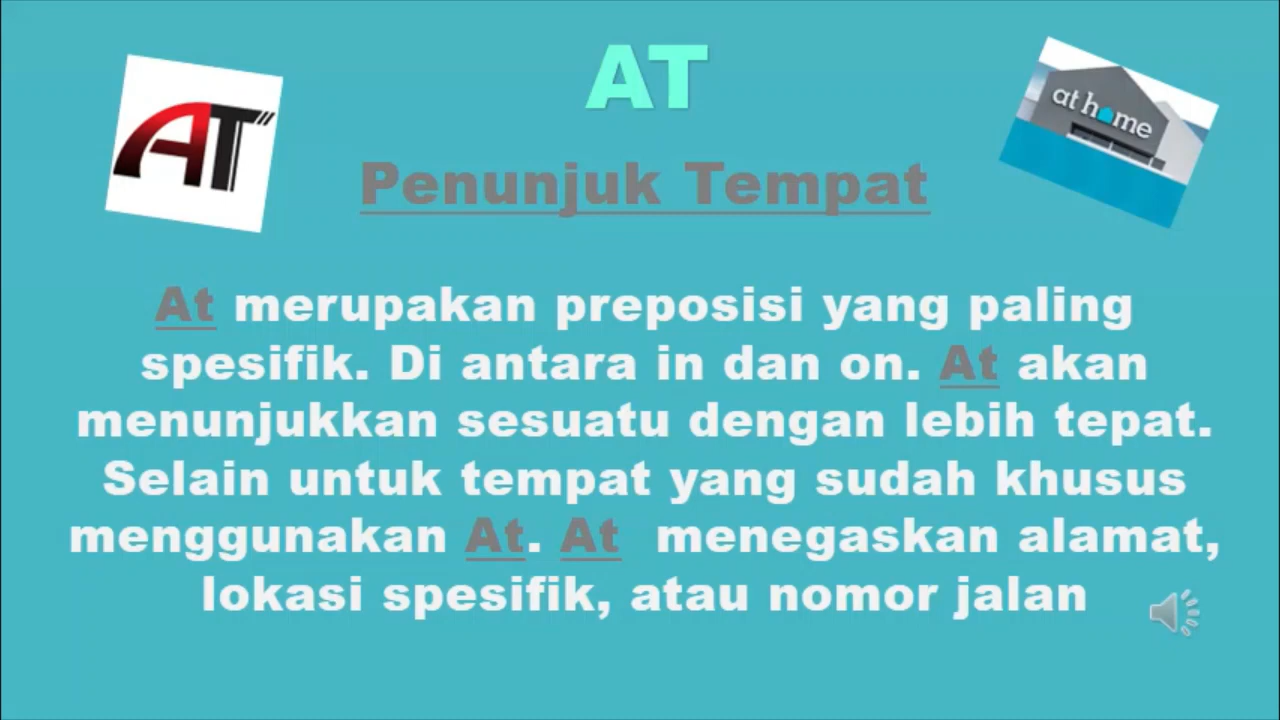 AT
AT
at home
Penunjuk Tempat
At merupakan preposisi yang paling
spesifik. Di antara in dan on. At akan
menunjukkan sesuatu dengan lebih tepat.
Selain untuk tempat yang sudah khusus
menggunakan At. At menegaskan alamat,
lokasi spesifik, atau nomor jalan